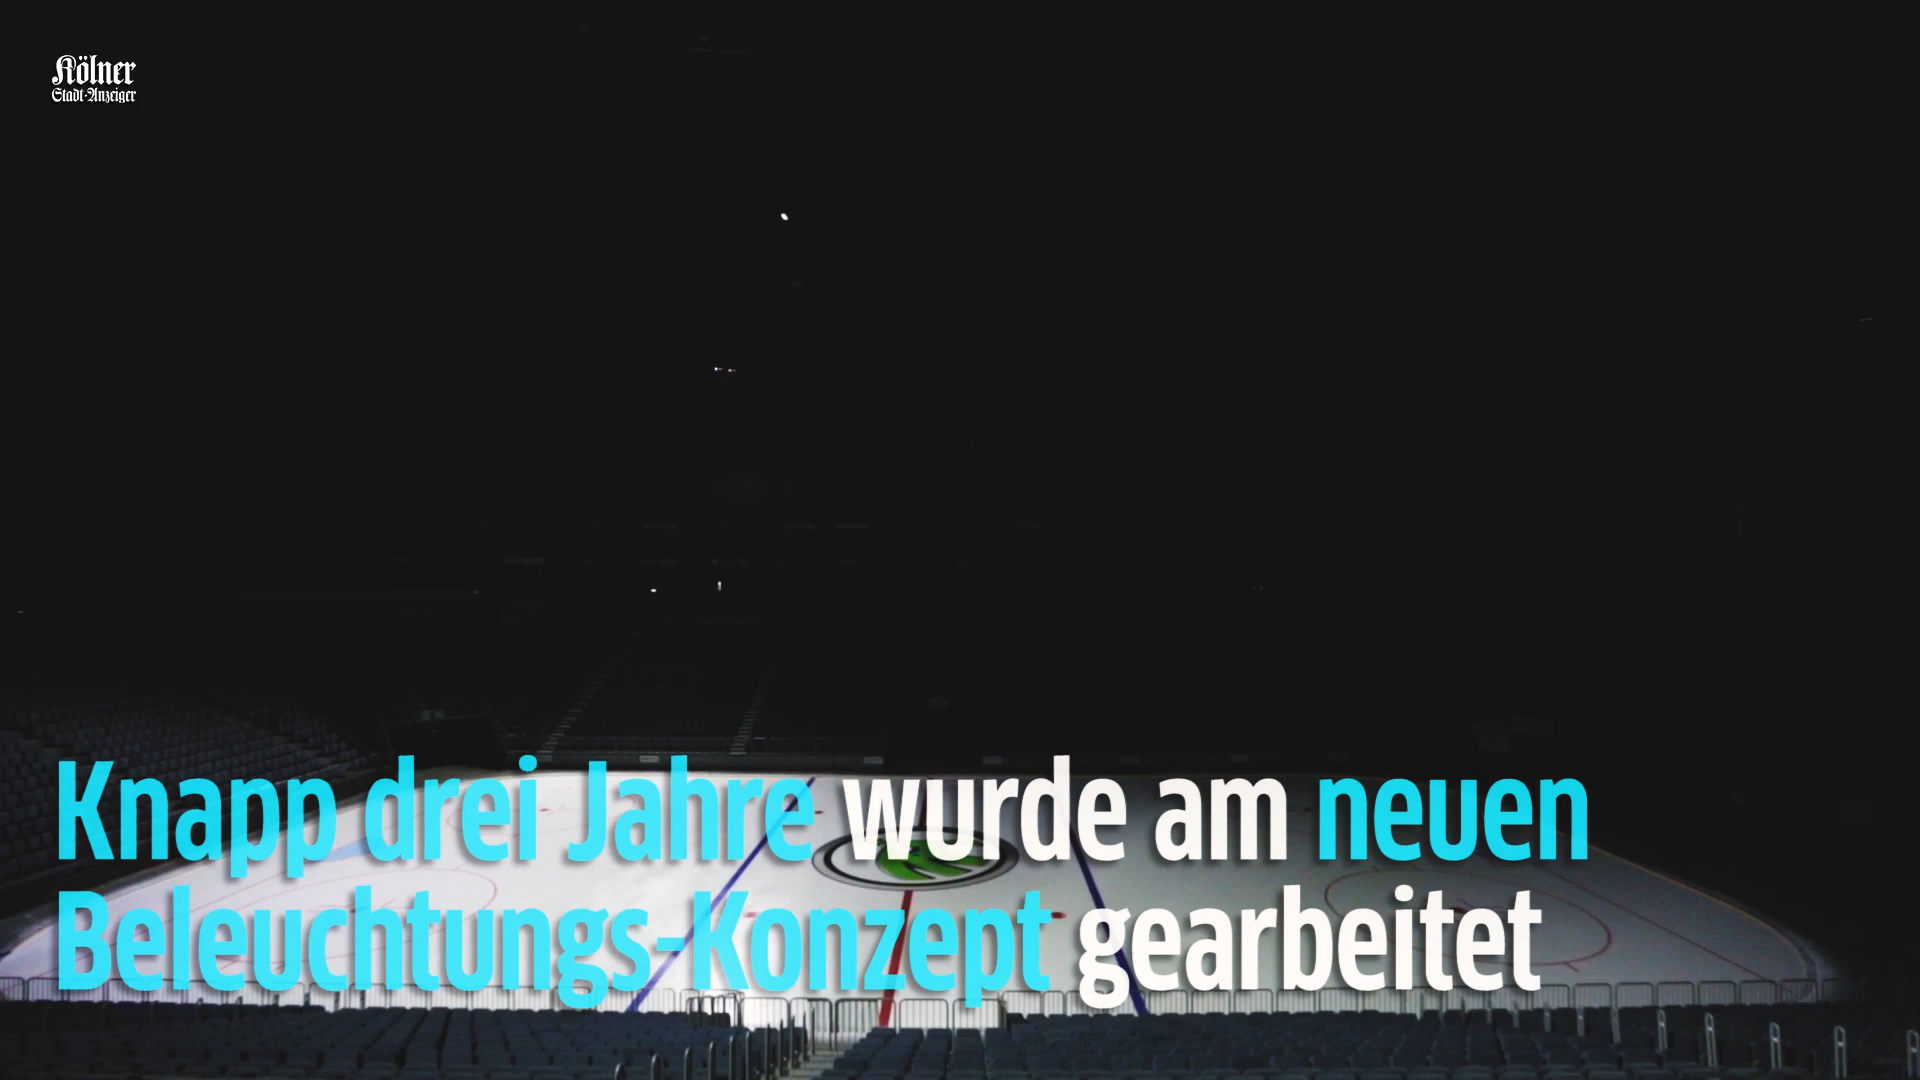 Kölner
Stadt-Anzeiger
Knapp drei Jahre wurde am neuen
Beleuchtungs-Konzept gearbeitet